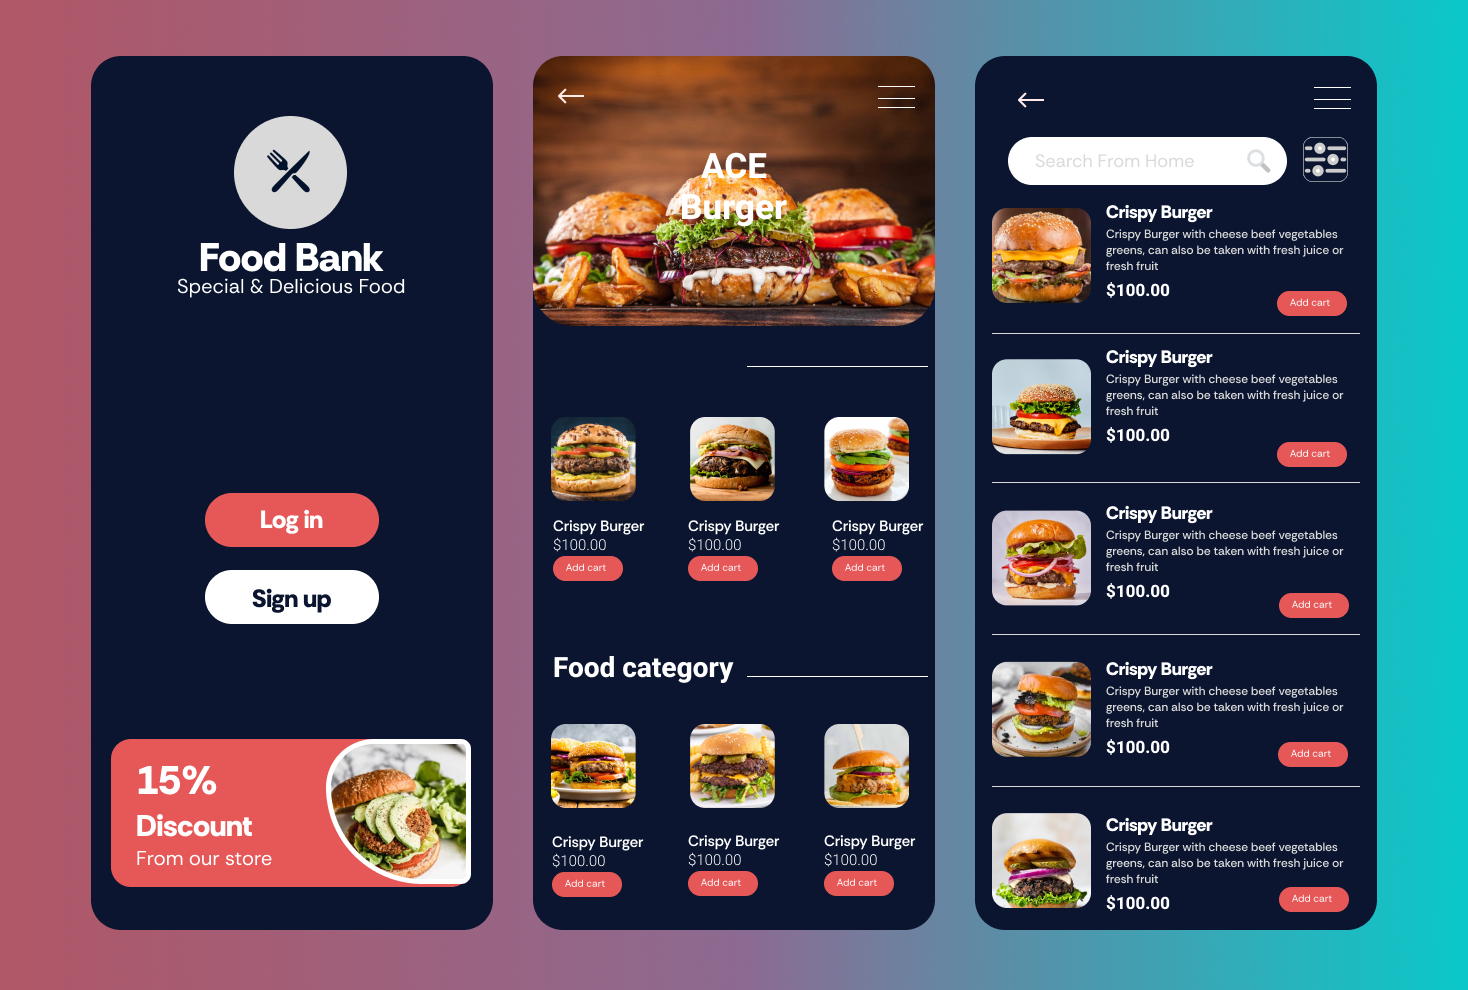 Food Bank
Special & Delicious Food
Log in
Sign up
15%
Discount
From our store
ACE
Burger
Crispy Burger
$100.00
Add cart
Crispy Burger
$100.00
Add cart
Crispy Burger
$100.00
Add cart
Food category
Crispy Burger
$100.00
Add cart
Crispy Burger
$100.00
Add cart
Crispy Burger
$100.00
Add cart
Search From Home
Crispy Burger
Crispy Burger with cheese beef vegetables
greens, can also be taken with fresh juice or
fresh fruit
$100.00
Add cart
Crispy Burger
Crispy Burger with cheese beef vegetables
greens, can also be taken with fresh juice or
fresh fruit
$100.00
Add cart
Crispy Burger
Crispy Burger with cheese beef vegetables
greens, can also be taken with fresh juice or
fresh fruit
$100.00
Add cart
Crispy Burger
Crispy Burger with cheese beef vegetables
greens, can also be taken with fresh juice or
fresh fruit
$100.00
Add cart
Crispy Burger
Crispy Burger with cheese beef vegetables
greens, can also be taken with fresh juice or
fresh fruit
$100.00
Add cart